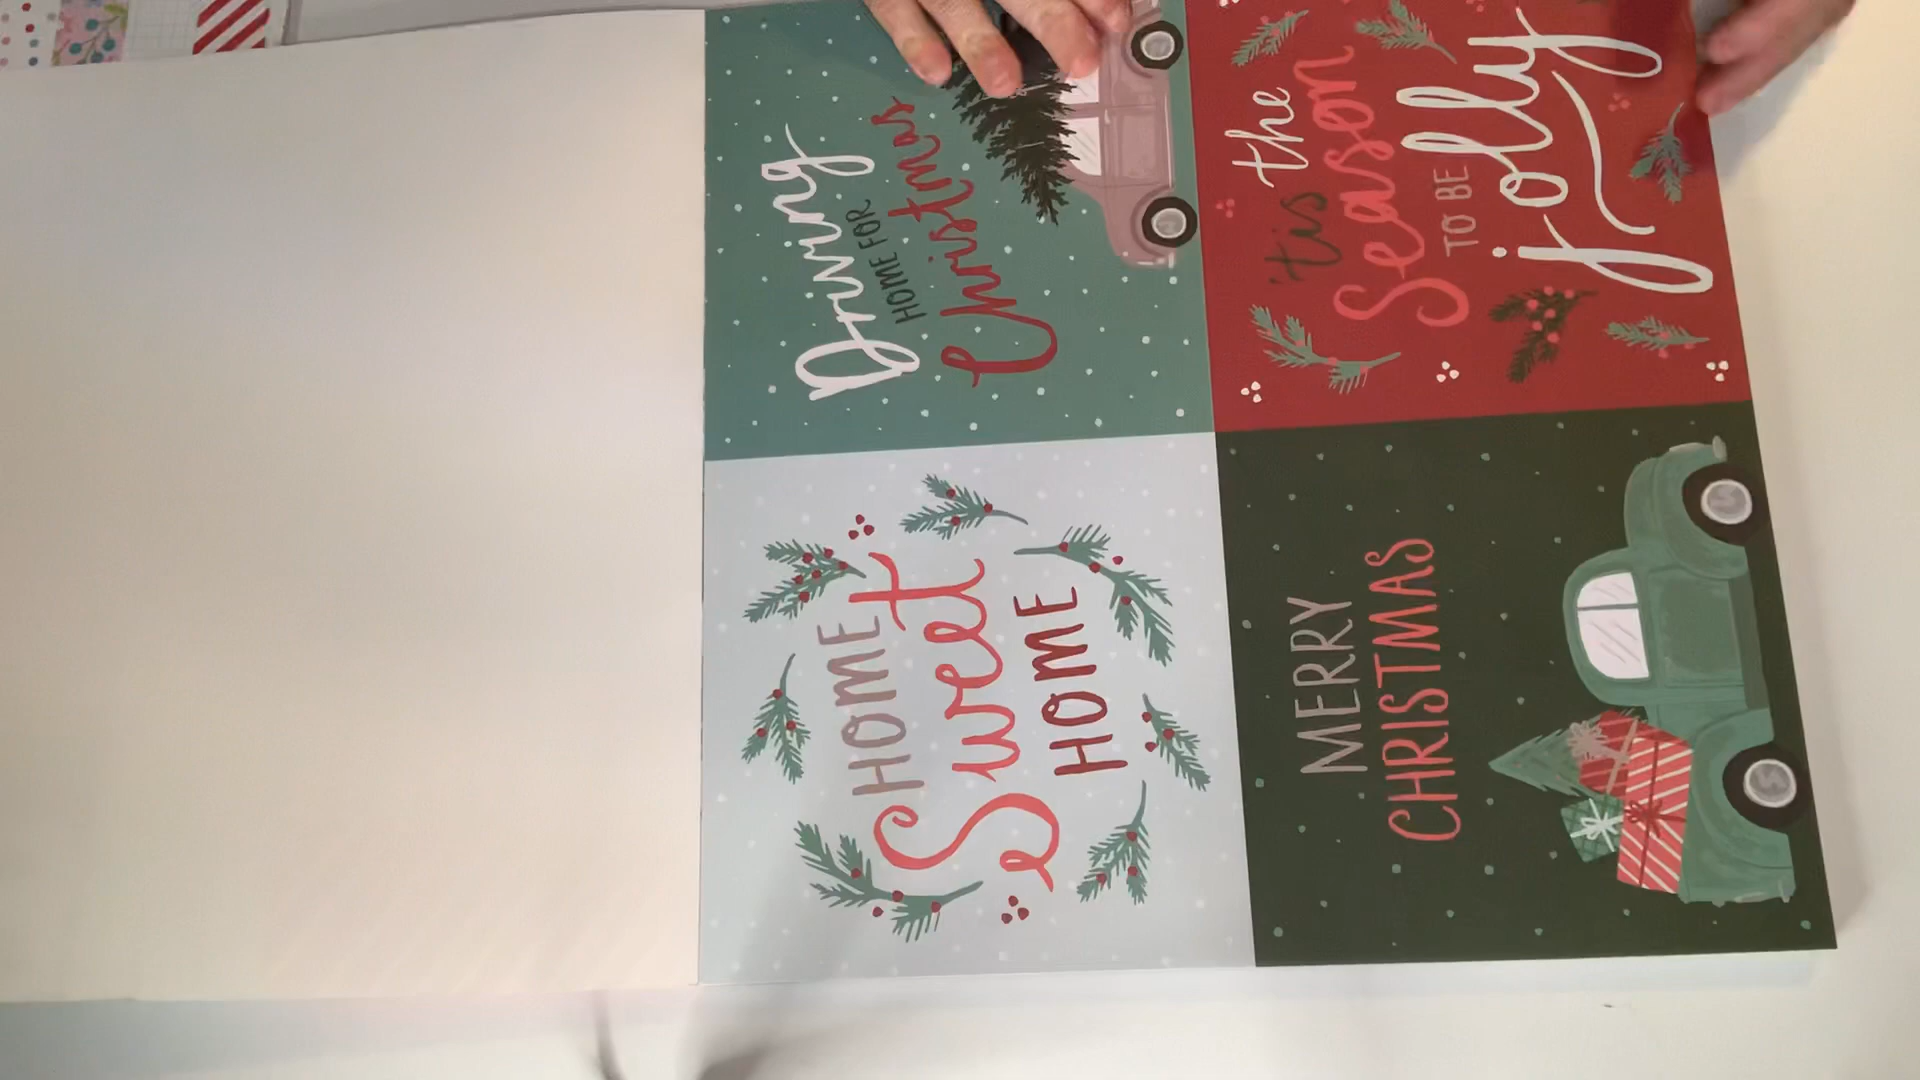 Driving
HOME FOR
Christmas
'tis the
Season
TO BE
jolly
HOME
Sweet
HOME
MERRY
CHRISTMAS